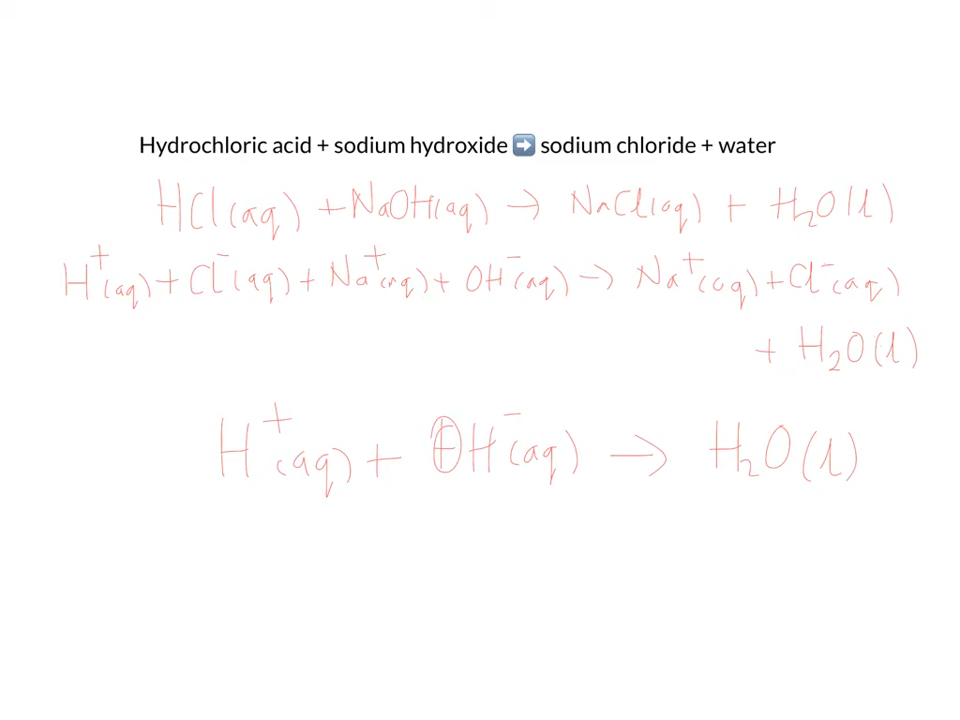 Hydrochloric acid + sodium hydroxide ➡️ sodium chloride + water
HCl(aq) + NaOH(aq) → NaCl(aq) + H₂O(l)
H⁺(aq) + Cl⁻(aq) + Na⁺(aq) + OH⁻(aq) → Na⁺(aq) + Cl⁻(aq)
+ H₂O(l)
H⁺(aq) + OH⁻(aq) → H₂O(l)